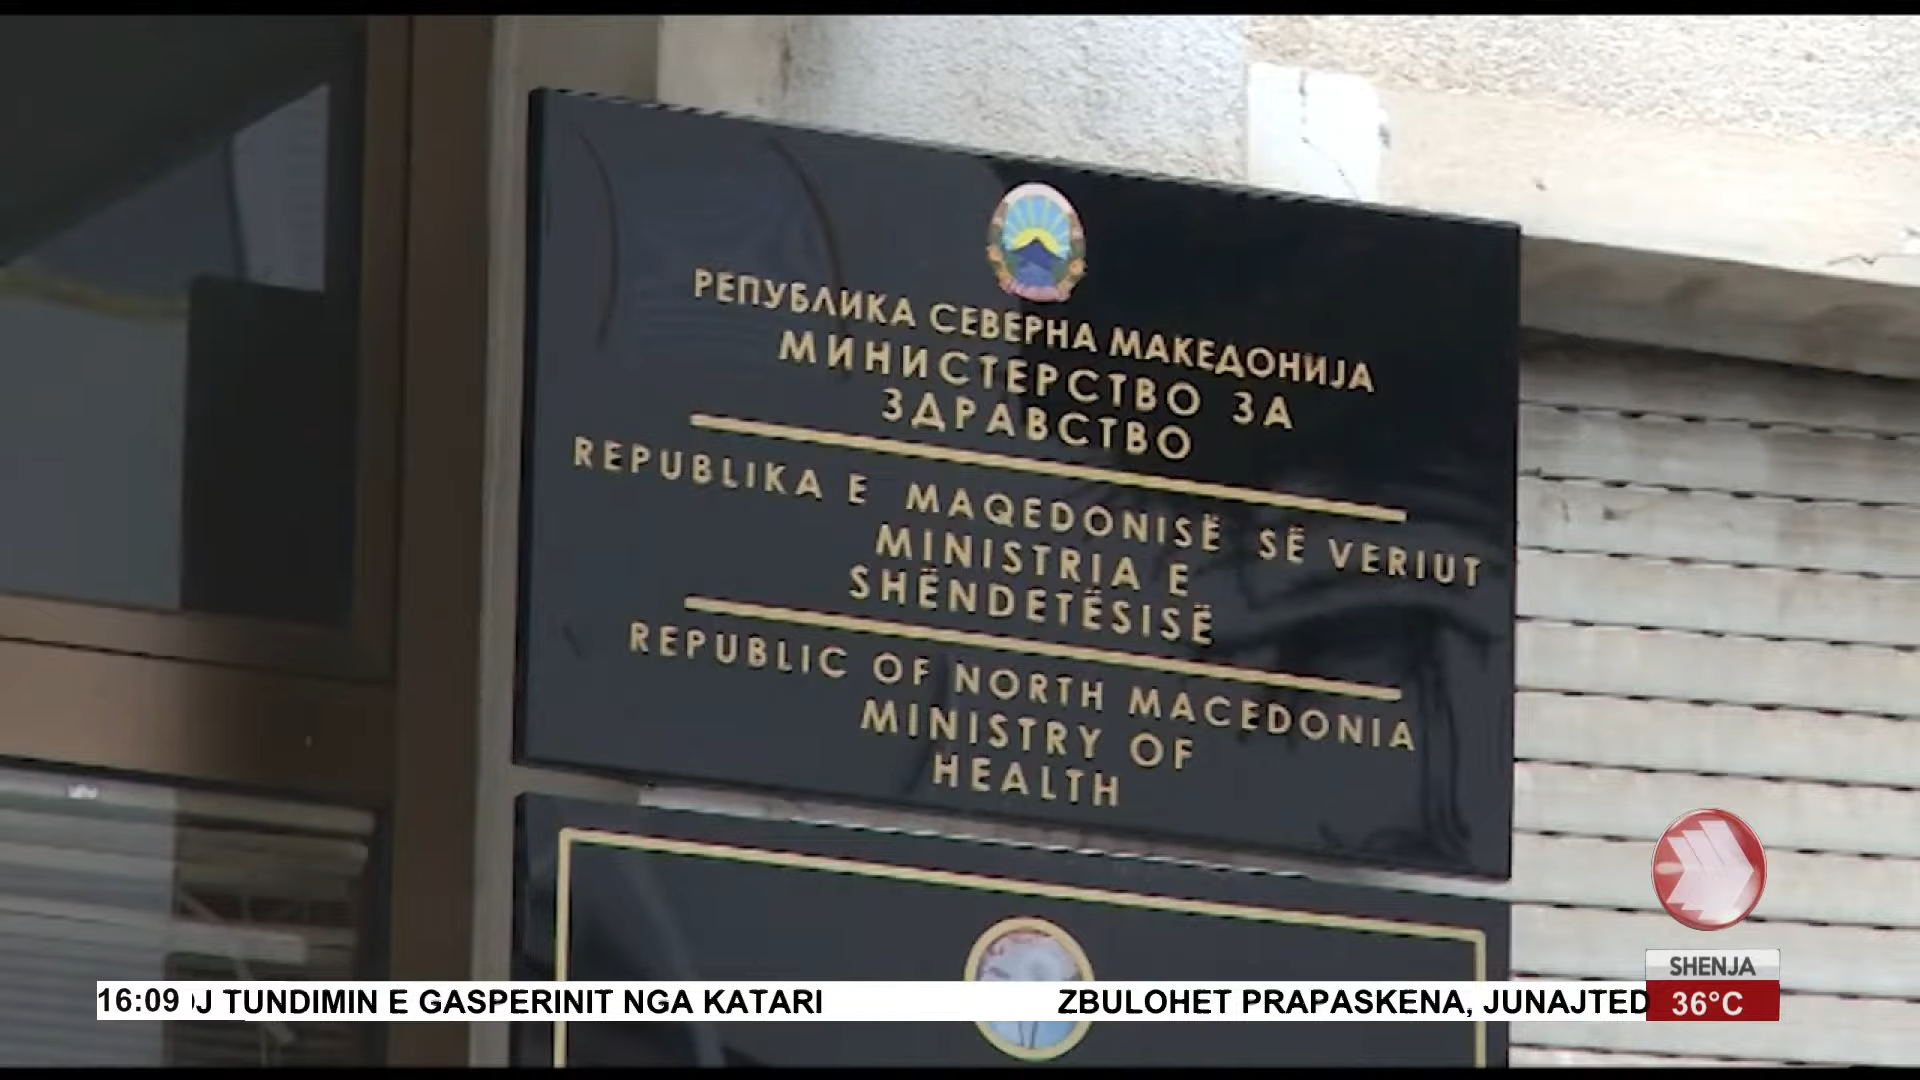 РЕПУБЛИКА СЕВЕРНА МАКЕДОНИЈА
МИНИСТЕРСТВО ЗА
ЗДРАВСТВО
REPUBLIKA E MAQEDONISË SË VERIUT
MINISTRIA E
SHËNDETËSISË
REPUBLIC OF NORTH MACEDONIA
MINISTRY OF
HEALTH
SHENJA
16:09 J TUNDIMIN E GASPERINIT NGA KATARI ZBULOHET PRAPASKENA, JUNAJTED 36°C